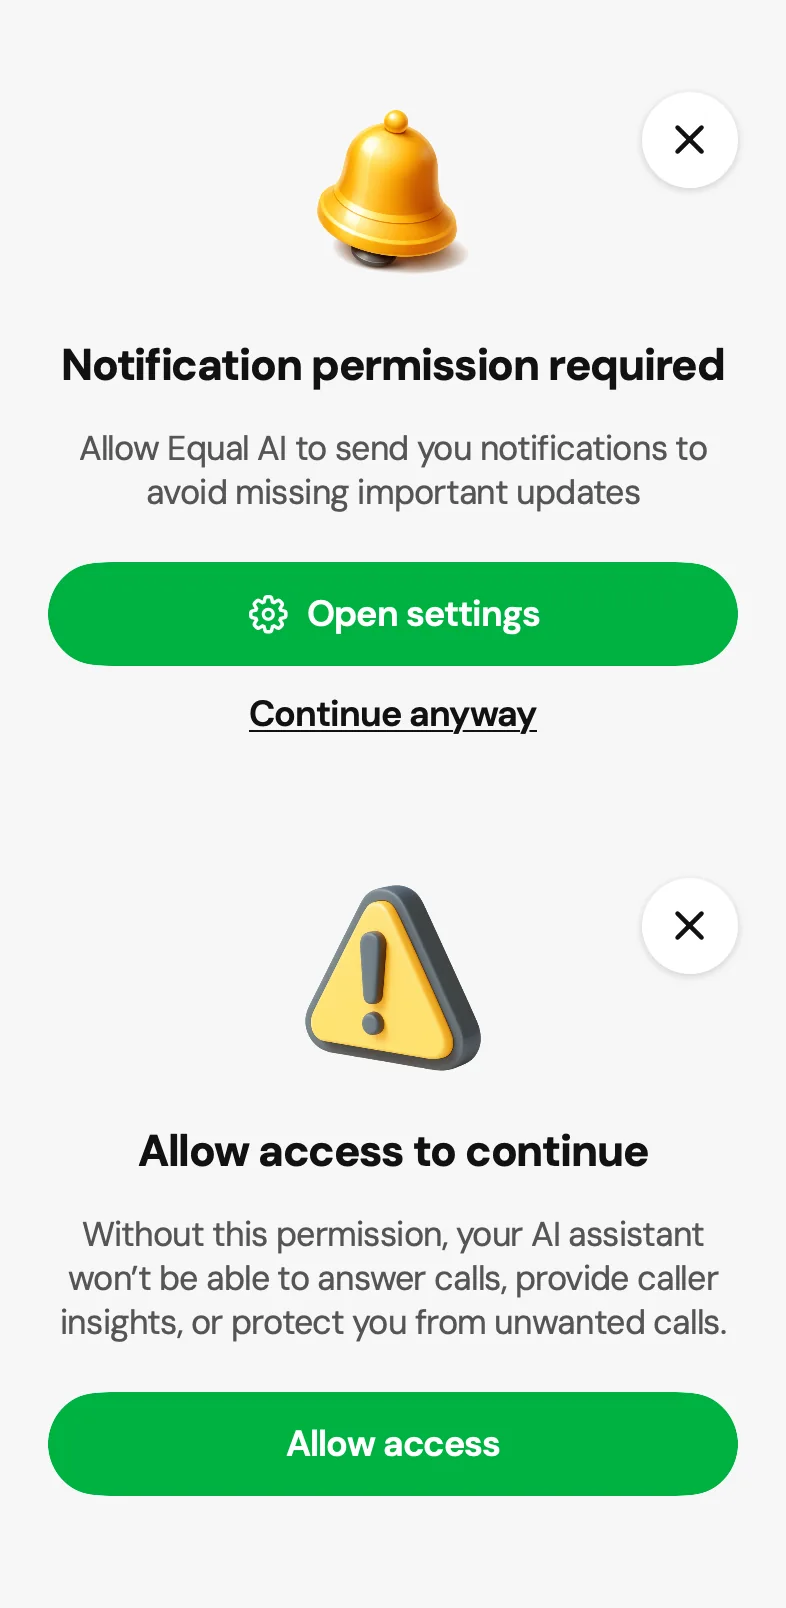 Notification permission required
Allow Equal AI to send you notifications to
avoid missing important updates
Open settings
Continue anyway
Allow access to continue
Without this permission, your AI assistant
won’t be able to answer calls, provide caller
insights, or protect you from unwanted calls.
Allow access